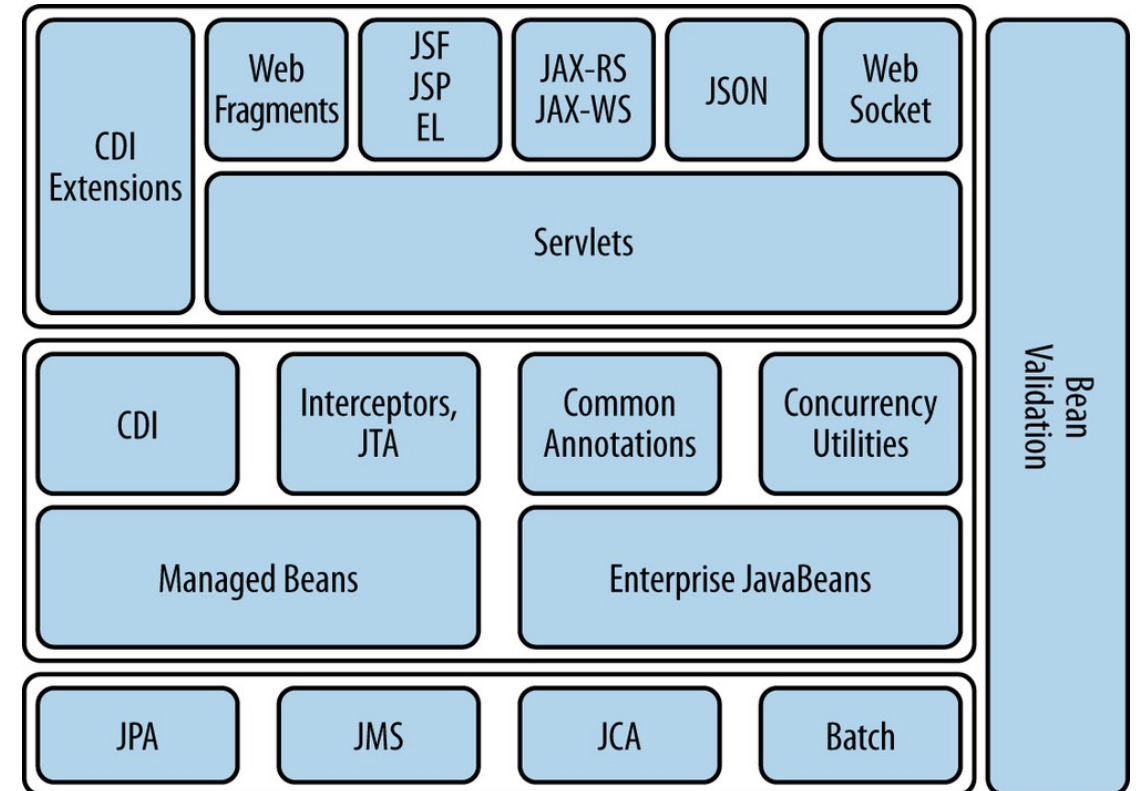 CDI
Extensions
Web
Fragments
JSF
JSP
EL
JAX-RS
JAX-WS
JSON
Web
Socket
Servlets
CDI
Interceptors,
JTA
Common
Annotations
Concurrency
Utilities
Managed Beans
Enterprise JavaBeans
JPA
JMS
JCA
Batch
Bean
Validation